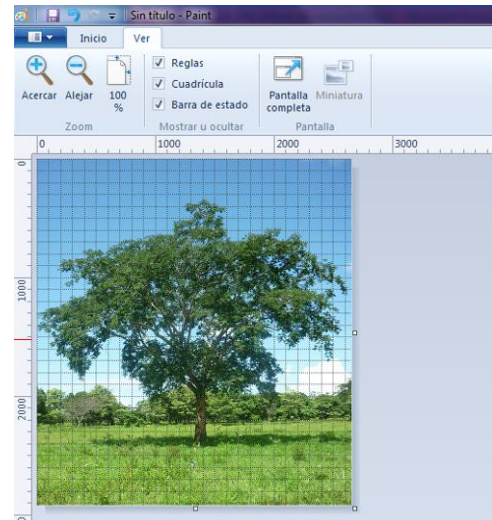 Sin título - Paint
Inicio Ver
Acercar Alejar 100 %
Reglas
Cuadrícula
Barra de estado
Pantalla completa
Miniatura
Zoom Mostrar u ocultar Pantalla
0 1000 2000 3000
0
1000
2000